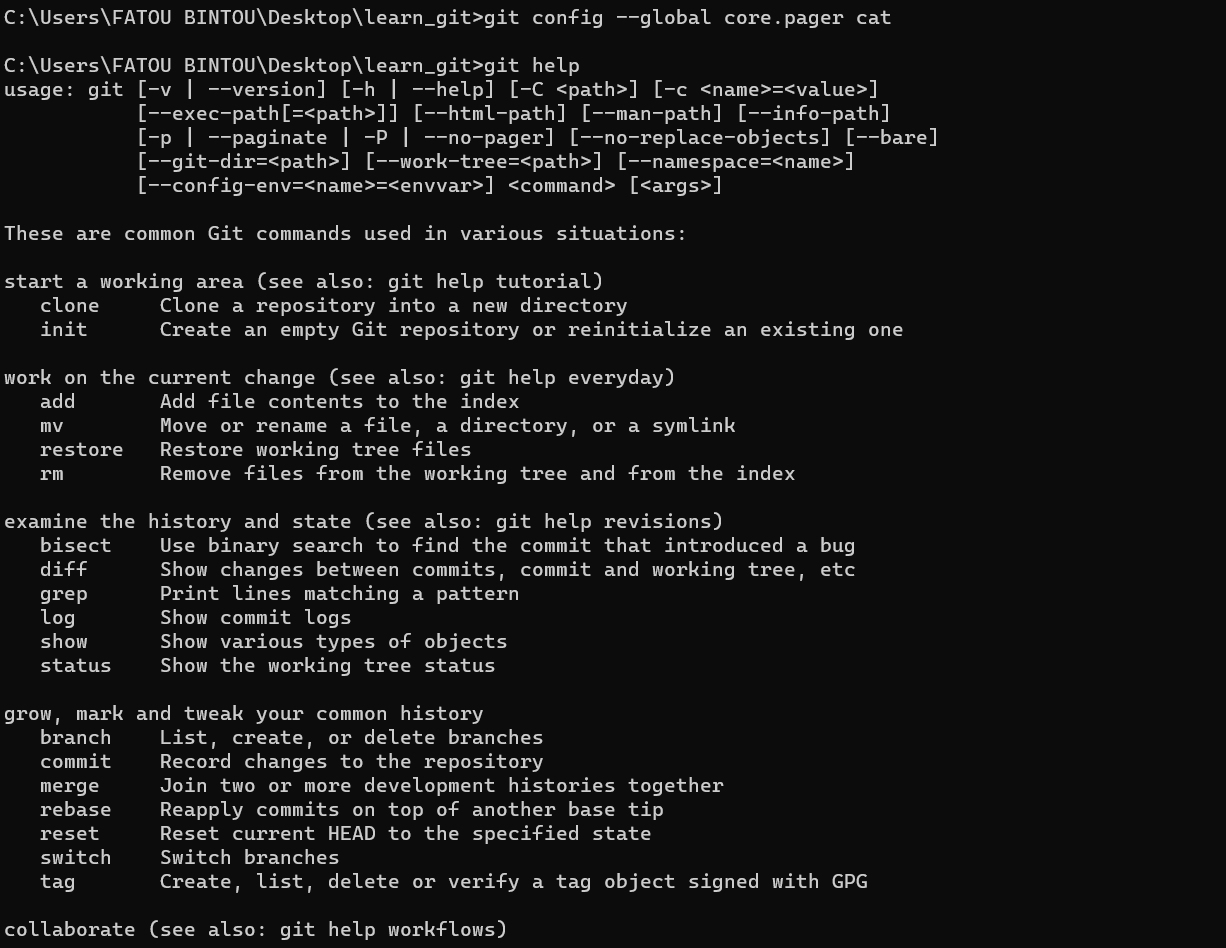 C:\Users\FATOU BINTOU\Desktop\learn_git>git config --global core.pager cat
C:\Users\FATOU BINTOU\Desktop\learn_git>git help
usage: git [-v | --version] [-h | --help] [-C <path>] [-c <name>=<value>]
           [--exec-path[=<path>]] [--html-path] [--man-path] [--info-path]
           [-p | --paginate | -P | --no-pager] [--no-replace-objects] [--bare]
           [--git-dir=<path>] [--work-tree=<path>] [--namespace=<name>]
           [--config-env=<name>=<envvar>] <command> [<args>]
These are common Git commands used in various situations:
start a working area (see also: git help tutorial)
   clone     Clone a repository into a new directory
   init      Create an empty Git repository or reinitialize an existing one
work on the current change (see also: git help everyday)
   add       Add file contents to the index
   mv        Move or rename a file, a directory, or a symlink
   restore   Restore working tree files
   rm        Remove files from the working tree and from the index
examine the history and state (see also: git help revisions)
   bisect    Use binary search to find the commit that introduced a bug
   diff      Show changes between commits, commit and working tree, etc
   grep      Print lines matching a pattern
   log       Show commit logs
   show      Show various types of objects
   status    Show the working tree status
grow, mark and tweak your common history
   branch    List, create, or delete branches
   commit    Record changes to the repository
   merge     Join two or more development histories together
   rebase    Reapply commits on top of another base tip
   reset     Reset current HEAD to the specified state
   switch    Switch branches
   tag       Create, list, delete or verify a tag object signed with GPG
collaborate (see also: git help workflows)